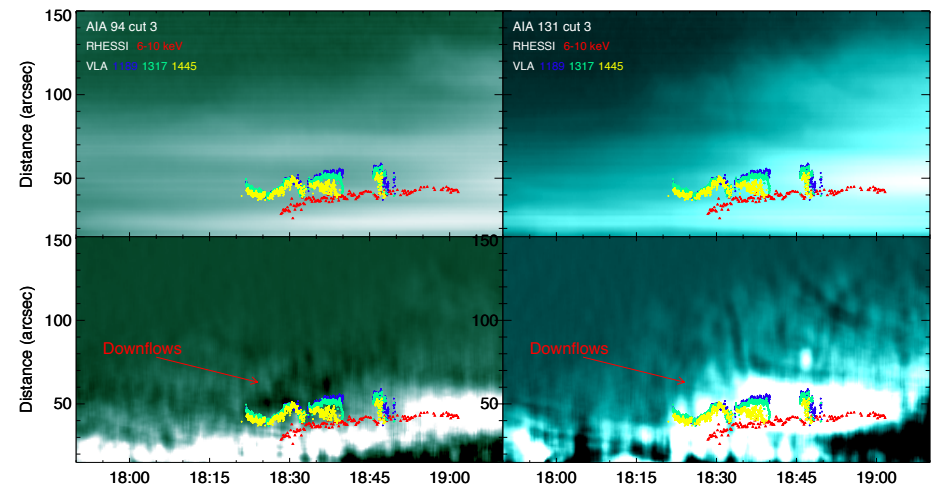 150
AIA 94 cut 3
AIA 131 cut 3
RHESSI 6-10 keV
RHESSI 6-10 keV
VLA 1189 1317 1445
VLA 1189 1317 1445
100
Distance (arcsec)
50
150
150
Distance (arcsec)
100
100
Downflows
Downflows
50
50
18:00 18:15 18:30 18:45 19:00
18:00 18:15 18:30 18:45 19:00